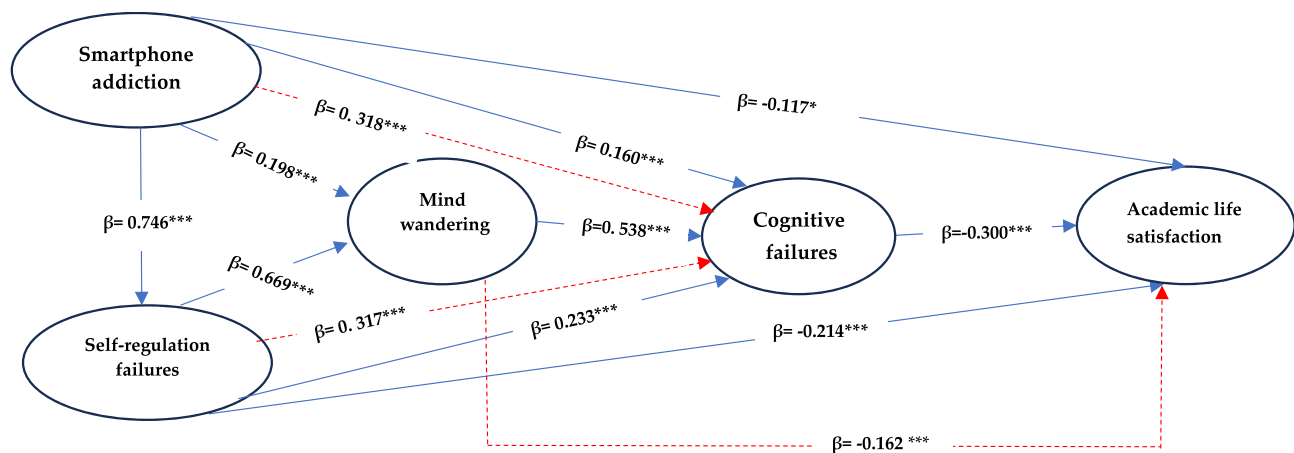 Smartphone
addiction
β= -0.117*
β= 0. 318***
β= 0.160***
β= 0.198***
Mind
wandering
β= 0.746***
β=0. 538***
Cognitive
failures
β=-0.300***
Academic life
satisfaction
β= 0.669***
β= 0. 317***
β= 0.233***
β= -0.214***
Self-regulation
failures
β= -0.162 ***